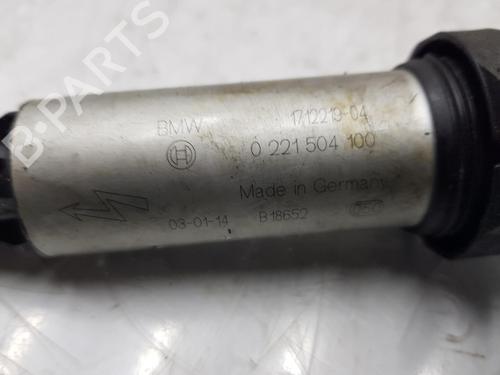 B-PARTS
BMW 1712219-04
0 221 504 100
Made in Germany
03-01-14 B18652